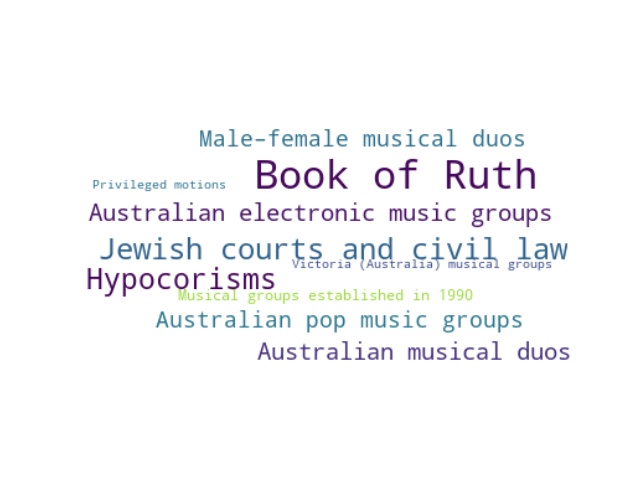 Male–female musical duos
Privileged motions
Book of Ruth
Australian electronic music groups
Jewish courts and civil law
Victoria (Australia) musical groups
Hypocorisms
Musical groups established in 1990
Australian pop music groups
Australian musical duos